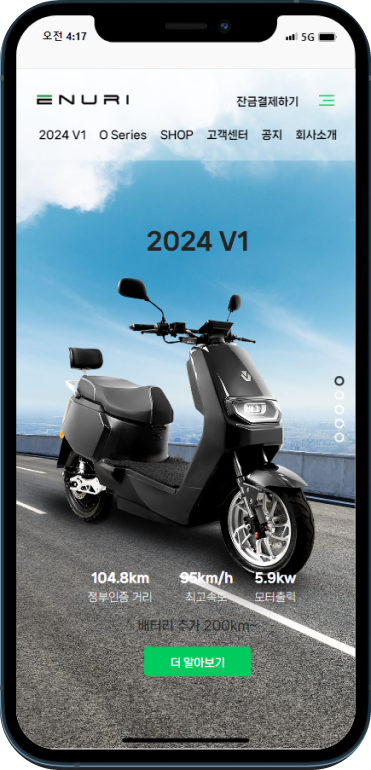 오전 4:17
5G
ENURI
잔금결제하기
2024 V1 O Series SHOP 고객센터 공지 회사소개
2024 V1
104.8km 95km/h 5.9kw
정부인증 거리 최고속도 모터출력
배터리 추가 200km~
더 알아보기